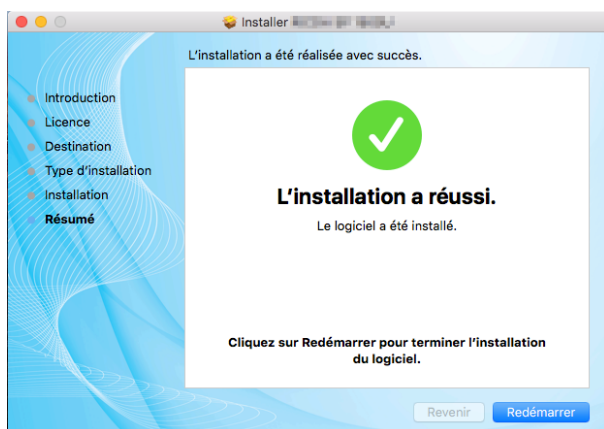 Installer
L'installation a été réalisée avec succès.
Introduction
Licence
Destination
Type d'installation
Installation
Résumé
L'installation a réussi.
Le logiciel a été installé.
Cliquez sur Redémarrer pour terminer l'installation
du logiciel.
Revenir
Redémarrer